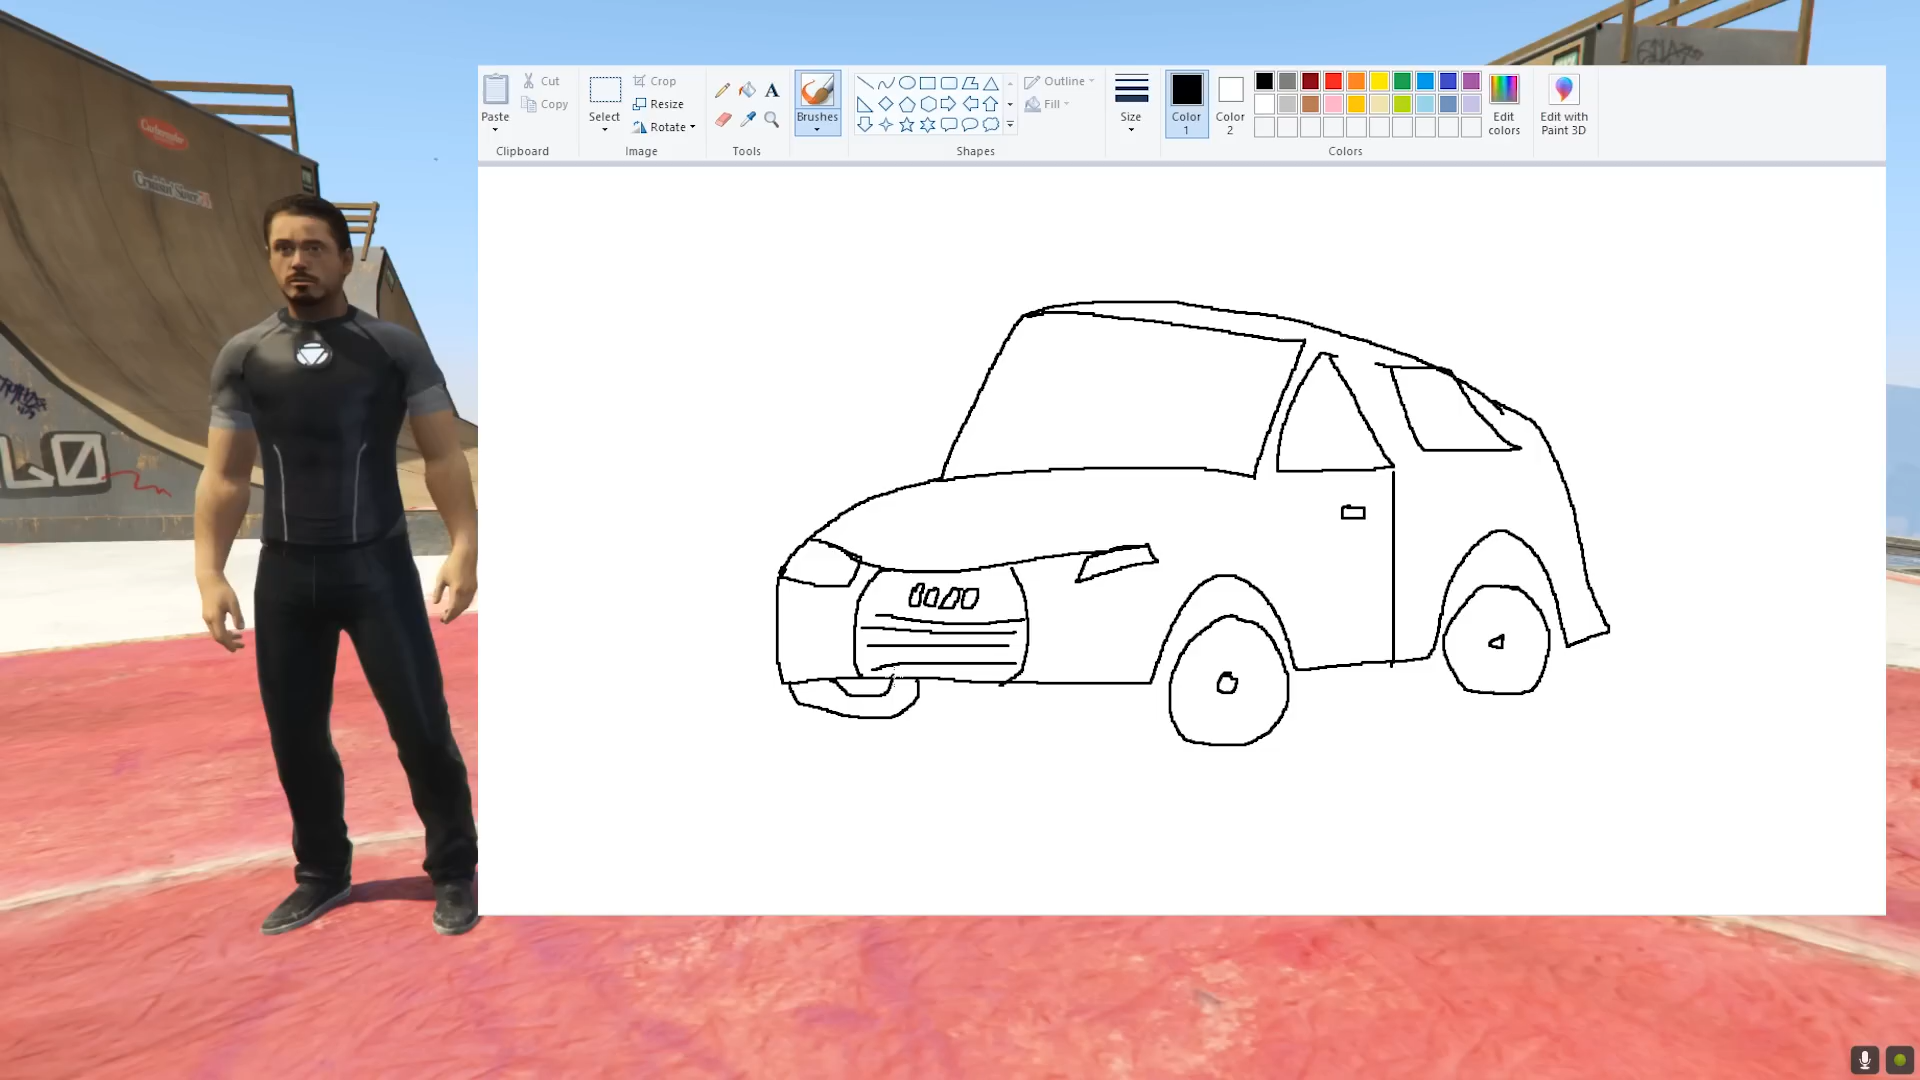 Paste
Cut
Copy
Clipboard
Select
Crop
Resize
Rotate
Image
A
Tools
Brushes
Shapes
Outline
Fill
Size
Color
1
Color
2
Edit
colors
Colors
Edit with
Paint 3D